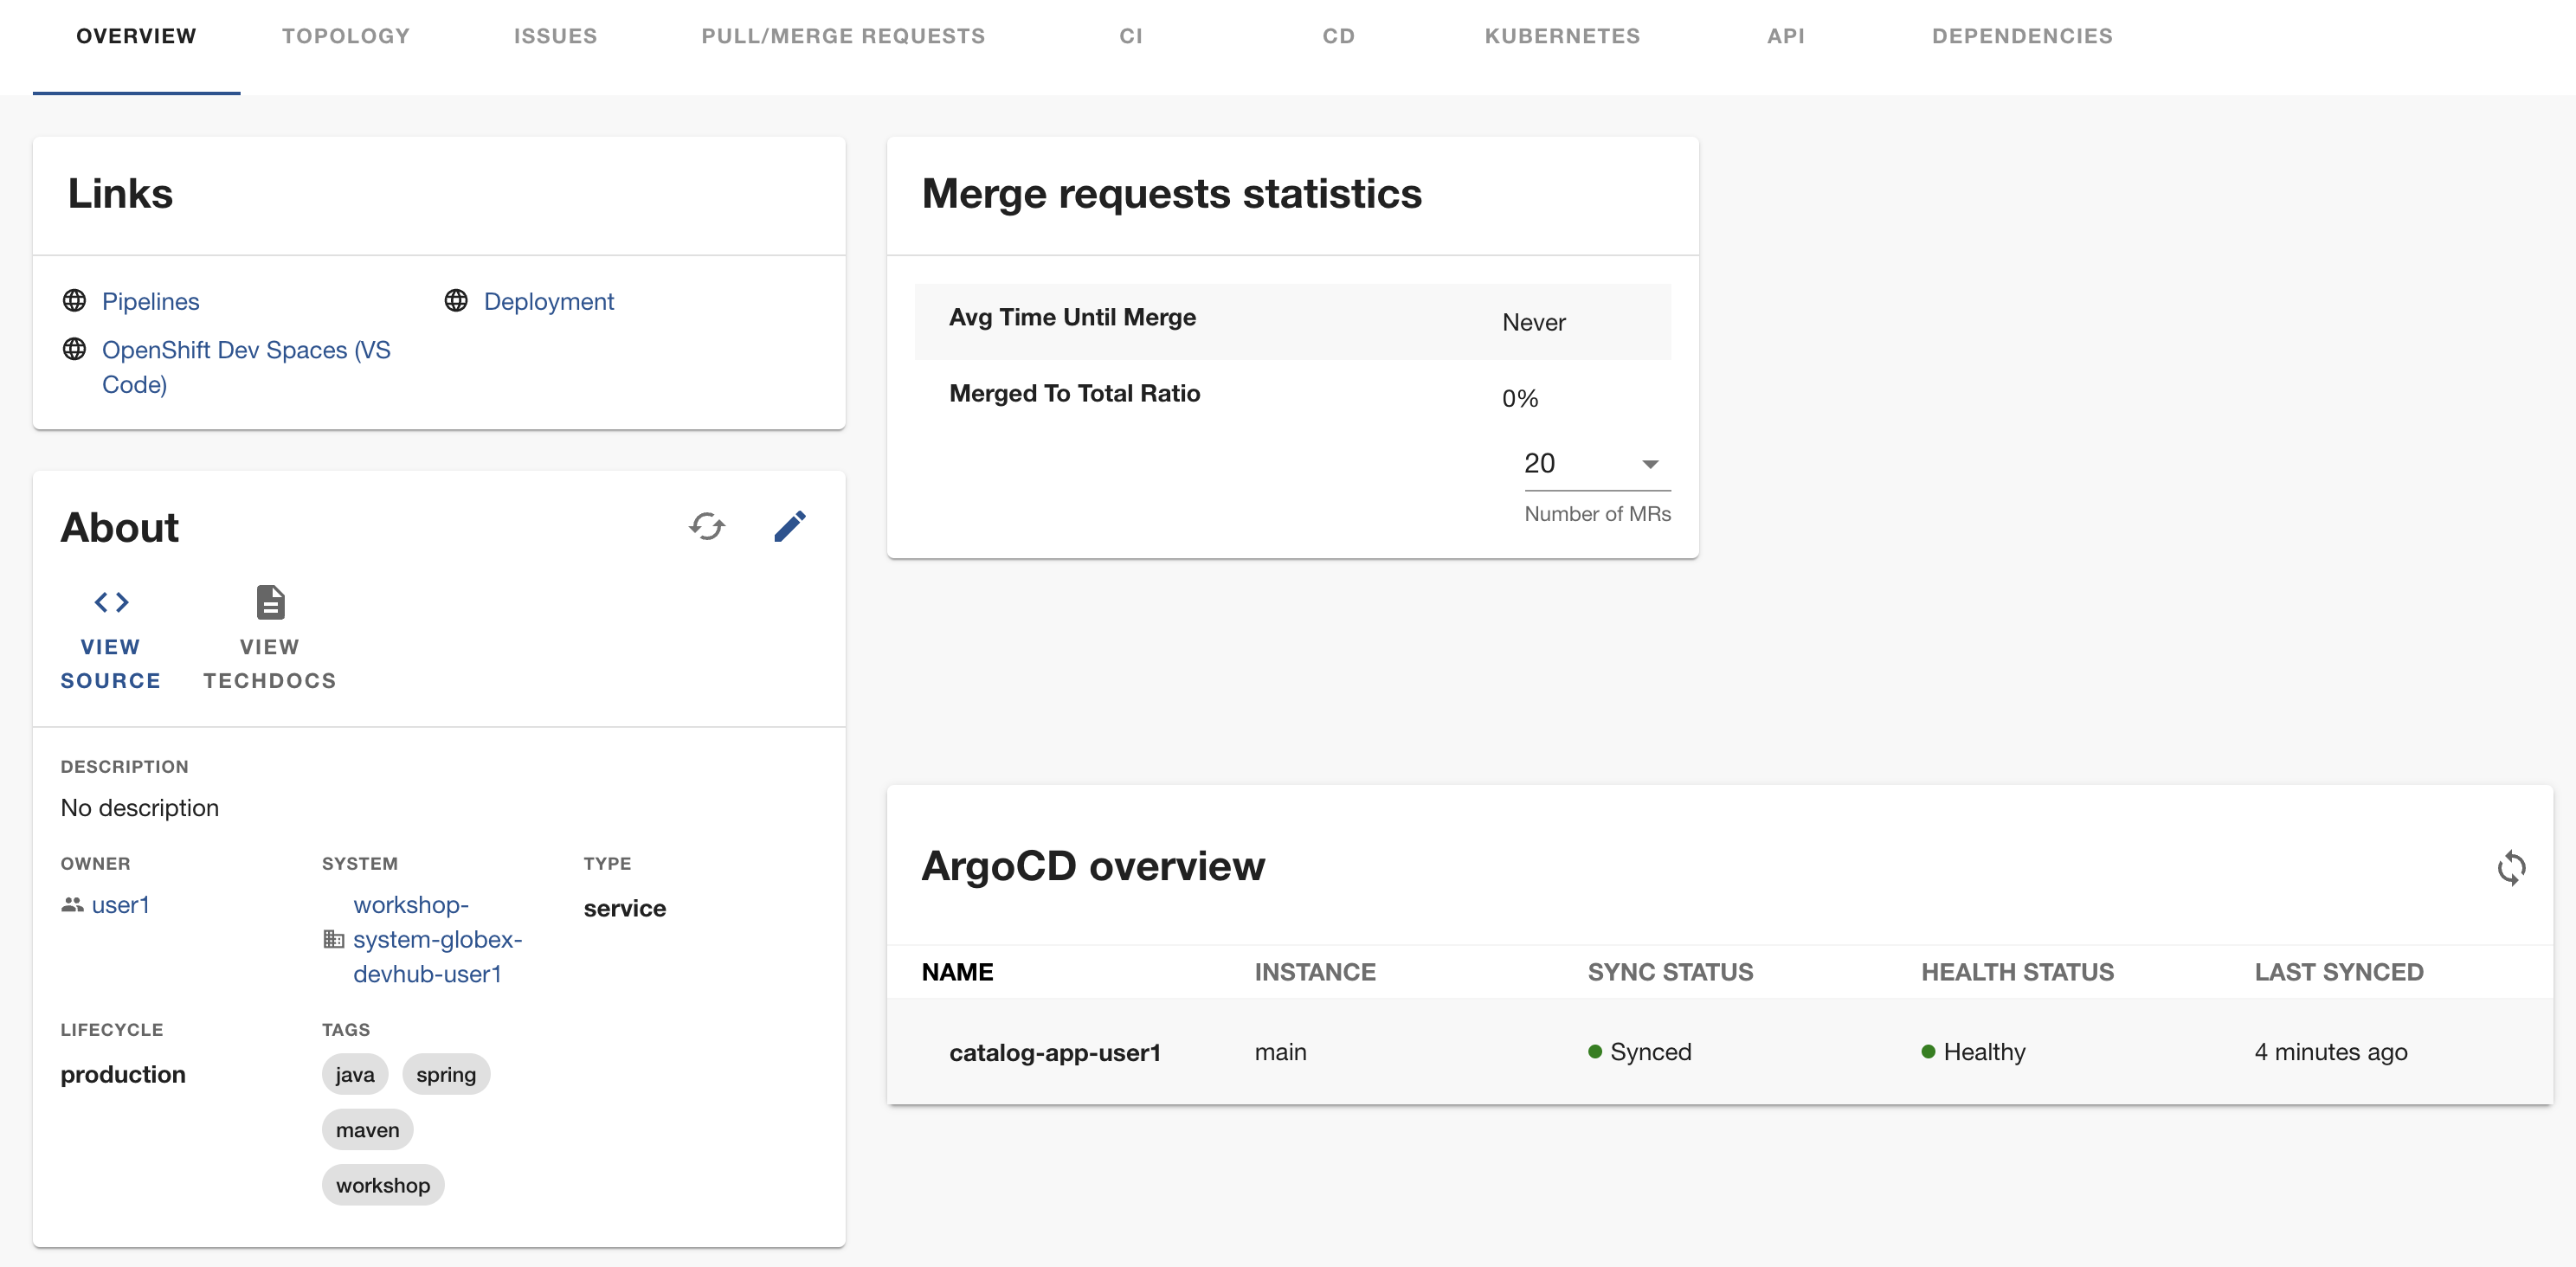 OVERVIEW TOPOLOGY ISSUES PULL/MERGE REQUESTS CI CD KUBERNETES API DEPENDENCIES
Links
Pipelines
Deployment
OpenShift Dev Spaces (VS
Code)
About
VIEW
SOURCE
VIEW
TECHDOCS
DESCRIPTION
No description
OWNER
user1
SYSTEM
workshop-
system-globex-
devhub-user1
TYPE
service
LIFECYCLE
production
TAGS
java
spring
maven
workshop
Merge requests statistics
Avg Time Until Merge Never
Merged To Total Ratio 0%
20
Number of MRs
ArgoCD overview
NAME INSTANCE SYNC STATUS HEALTH STATUS LAST SYNCED
catalog-app-user1 main Synced Healthy 4 minutes ago